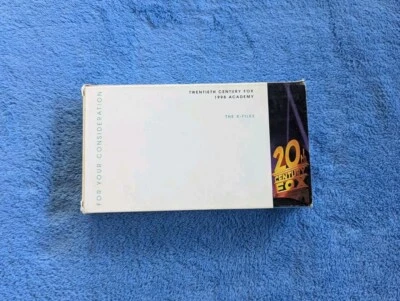 FOR YOUR CONSIDERATION
TWENTIETH CENTURY FOX
1998 ACADEMY
THE X-FILES
20th
CENTURY
FOX